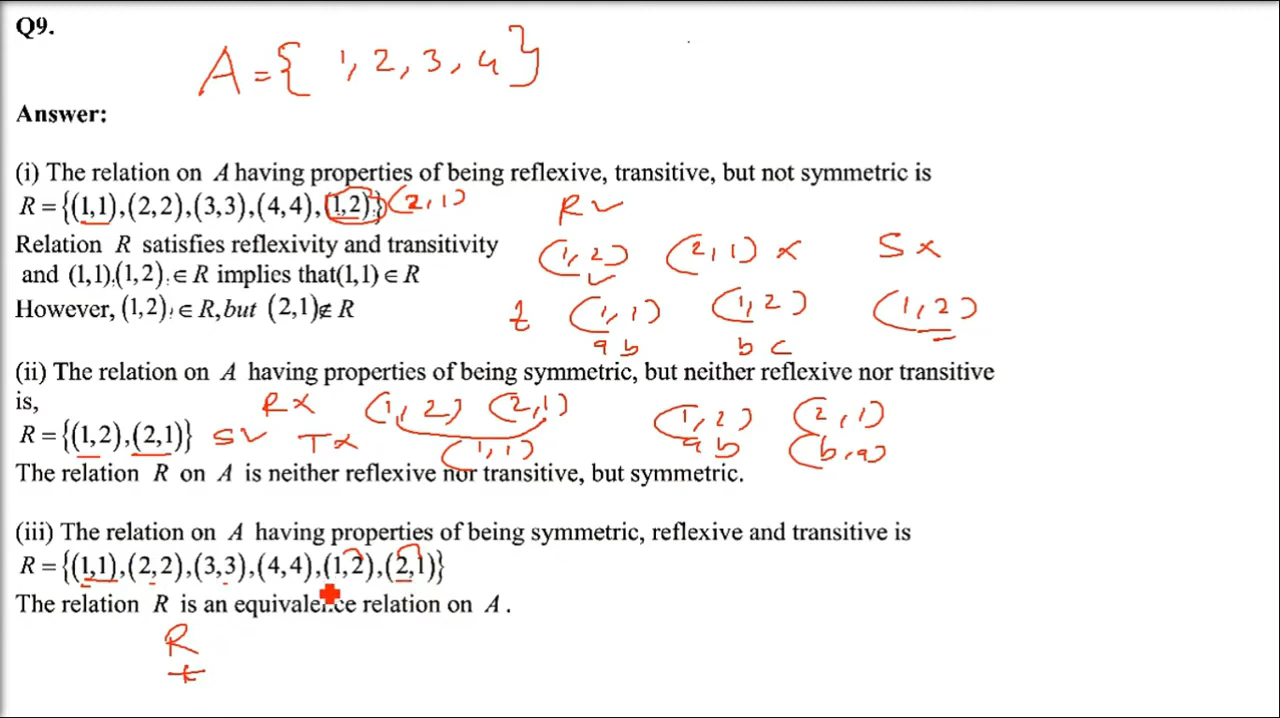 Q9.
A = { 1, 2, 3, 4 }
Answer:
(i) The relation on A having properties of being reflexive, transitive, but not symmetric is
R = {(1,1),(2,2),(3,3),(4,4),(1,2)} (2,1) R✓
Relation R satisfies reflexivity and transitivity (1,2) (2,1) × S ×
✓
and (1,1),(1,2) ∈ R implies that(1,1) ∈ R
However, (1,2) ∈ R, but (2,1)∉ R t (1,1) (1,2) (1,2)
a b b c
(ii) The relation on A having properties of being symmetric, but neither reflexive nor transitive
is, R× (1,2) (2,1) (1,2) (2,1)
R = {(1,2),(2,1)} S✓ T× (1,1) a b (b,a)
The relation R on A is neither reflexive nor transitive, but symmetric.
(iii) The relation on A having properties of being symmetric, reflexive and transitive is
R = {(1,1),(2,2),(3,3),(4,4),(1,2),(2,1)}
The relation R is an equivalence relation on A.
R
t